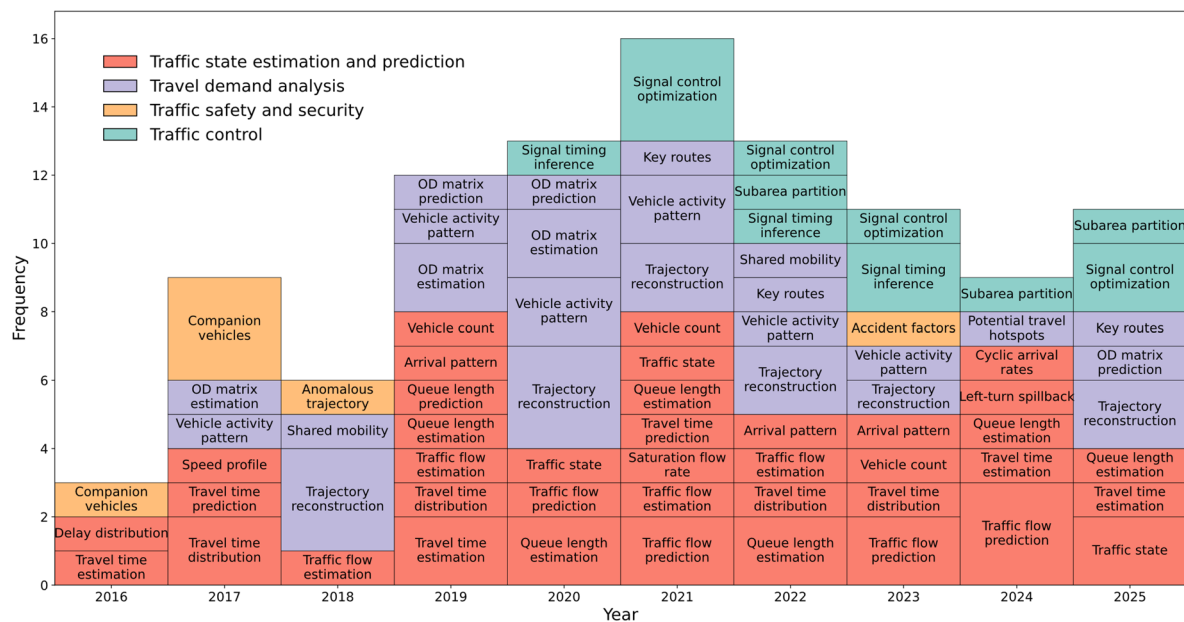 16
14
12
10
8
6
4
2
0
Frequency
Traffic state estimation and prediction
Travel demand analysis
Traffic safety and security
Traffic control
Companion
vehicles
Delay distribution
Travel time
estimation
Companion
vehicles
OD matrix
estimation
Vehicle activity
pattern
Speed profile
Travel time
prediction
Travel time
distribution
Anomalous
trajectory
Shared mobility
Trajectory
reconstruction
Traffic flow
estimation
OD matrix
prediction
Vehicle activity
pattern
OD matrix
estimation
Vehicle count
Arrival pattern
Queue length
prediction
Queue length
estimation
Traffic flow
estimation
Travel time
distribution
Travel time
estimation
Signal timing
inference
OD matrix
prediction
OD matrix
estimation
Vehicle activity
pattern
Trajectory
reconstruction
Traffic state
Traffic flow
prediction
Queue length
estimation
Signal control
optimization
Key routes
Vehicle activity
pattern
Trajectory
reconstruction
Vehicle count
Traffic state
Queue length
estimation
Travel time
prediction
Saturation flow
rate
Traffic flow
estimation
Traffic flow
prediction
Signal control
optimization
Subarea partition
Signal timing
inference
Shared mobility
Key routes
Vehicle activity
pattern
Trajectory
reconstruction
Arrival pattern
Traffic flow
estimation
Travel time
distribution
Queue length
estimation
Signal control
optimization
Signal timing
inference
Accident factors
Vehicle activity
pattern
Trajectory
reconstruction
Arrival pattern
Vehicle count
Travel time
distribution
Traffic flow
prediction
Subarea partition
Potential travel
hotspots
Cyclic arrival
rates
Left-turn spillback
Queue length
estimation
Travel time
estimation
Traffic flow
prediction
Subarea partition
Signal control
optimization
Key routes
OD matrix
prediction
Trajectory
reconstruction
Queue length
estimation
Travel time
estimation
Traffic state
2016
2017
2018
2019
2020
2021
2022
2023
2024
2025
Year